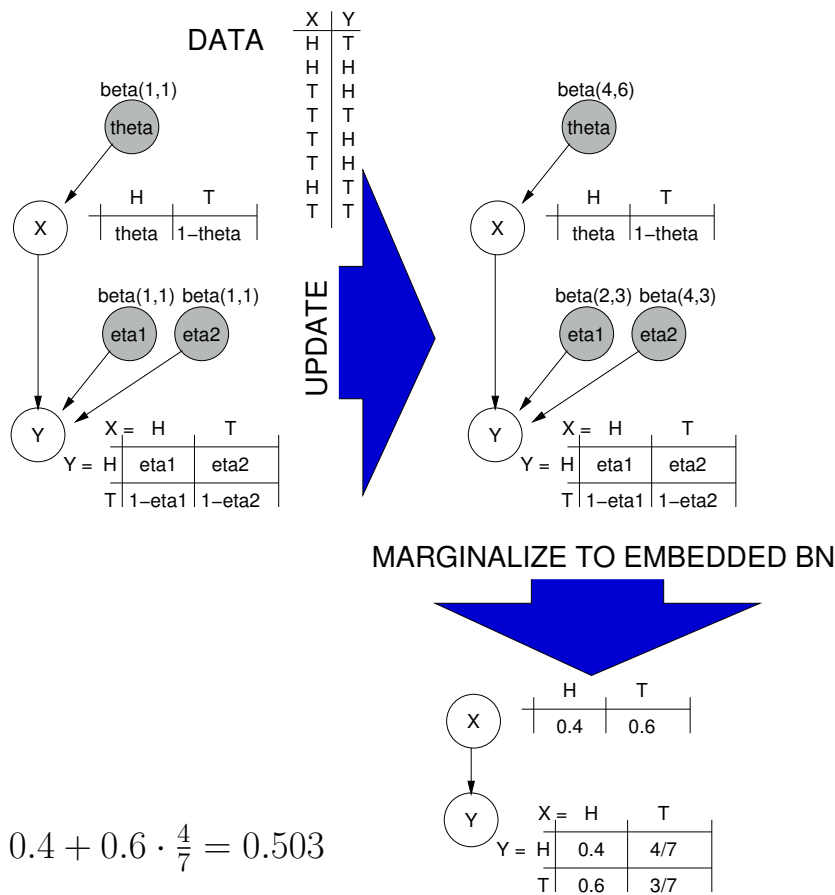 DATA
X Y
H T
H H
T H
T T
T H
T H
H T
T T
beta(1,1)
theta
X
H T
theta 1−theta
beta(1,1) beta(1,1)
eta1 eta2
Y
X = H T
Y = H eta1 eta2
T 1−eta1 1−eta2
UPDATE
beta(4,6)
theta
X
H T
theta 1−theta
beta(2,3) beta(4,3)
eta1 eta2
Y
X = H T
Y = H eta1 eta2
T 1−eta1 1−eta2
MARGINALIZE TO EMBEDDED BN
X
H T
0.4 0.6
Y
X = H T
Y = H 0.4 4/7
T 0.6 3/7
0.4 + 0.6 · 4/7 = 0.503